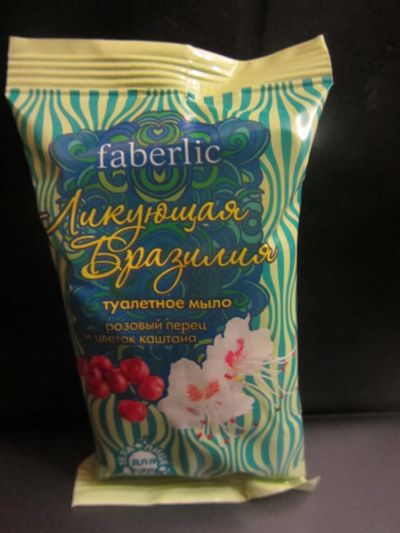 faberlic
Ликующая
Бразилия
туалетное мыло
розовый перец
и цветок каштана